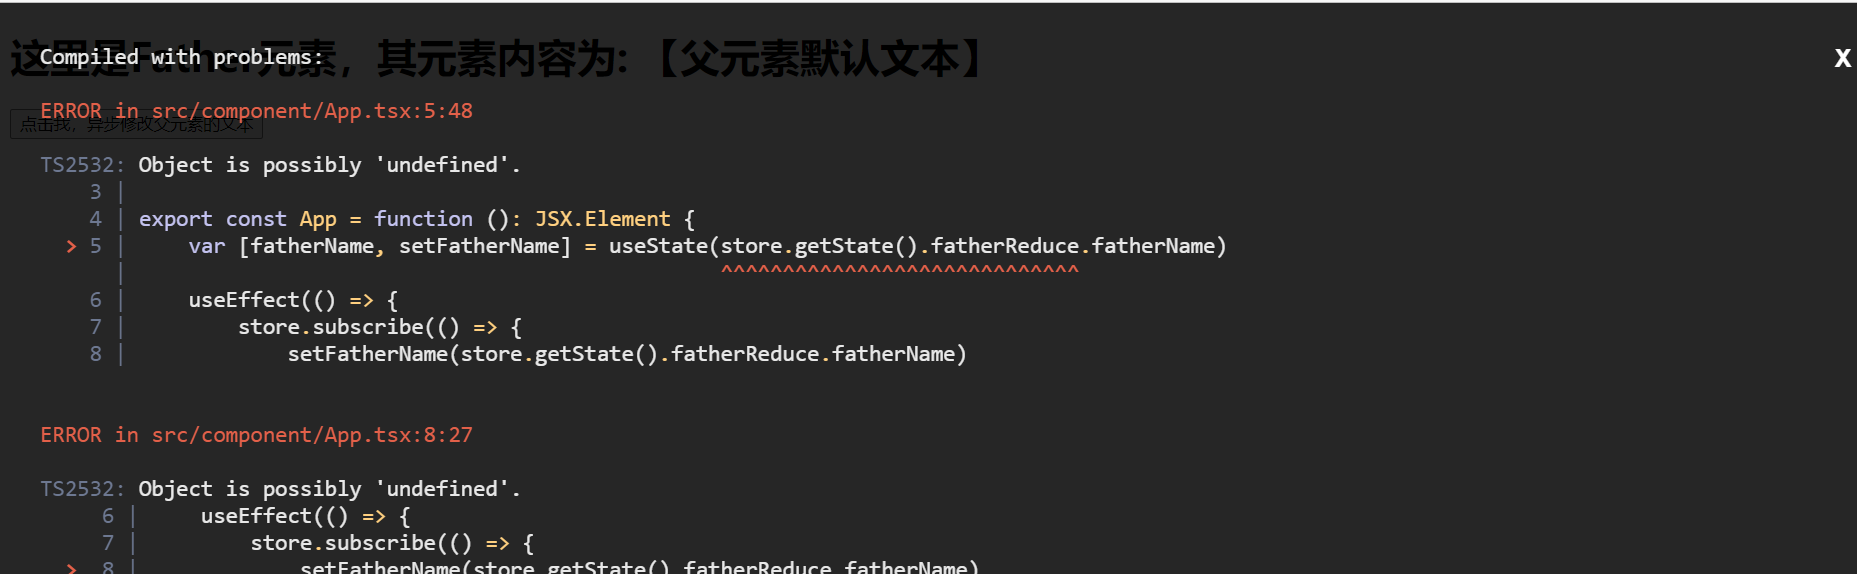 这里是Father元素，其元素内容为:【父元素默认文本】
Compiled with problems:
X
ERROR in src/component/App.tsx:5:48
点击我，异步修改父元素的文本
TS2532: Object is possibly 'undefined'.
3 |
4 | export const App = function (): JSX.Element {
> 5 |     var [fatherName, setFatherName] = useState(store.getState().fatherReduce.fatherName)
|                                                ^^^^^^^^^^^^^^^^^^^^^^^^^^^^^
6 |     useEffect(() => {
7 |         store.subscribe(() => {
8 |             setFatherName(store.getState().fatherReduce.fatherName)
ERROR in src/component/App.tsx:8:27
TS2532: Object is possibly 'undefined'.
6 |     useEffect(() => {
7 |         store.subscribe(() => {
> 8 |             setFatherName(store.getState().fatherReduce.fatherName)